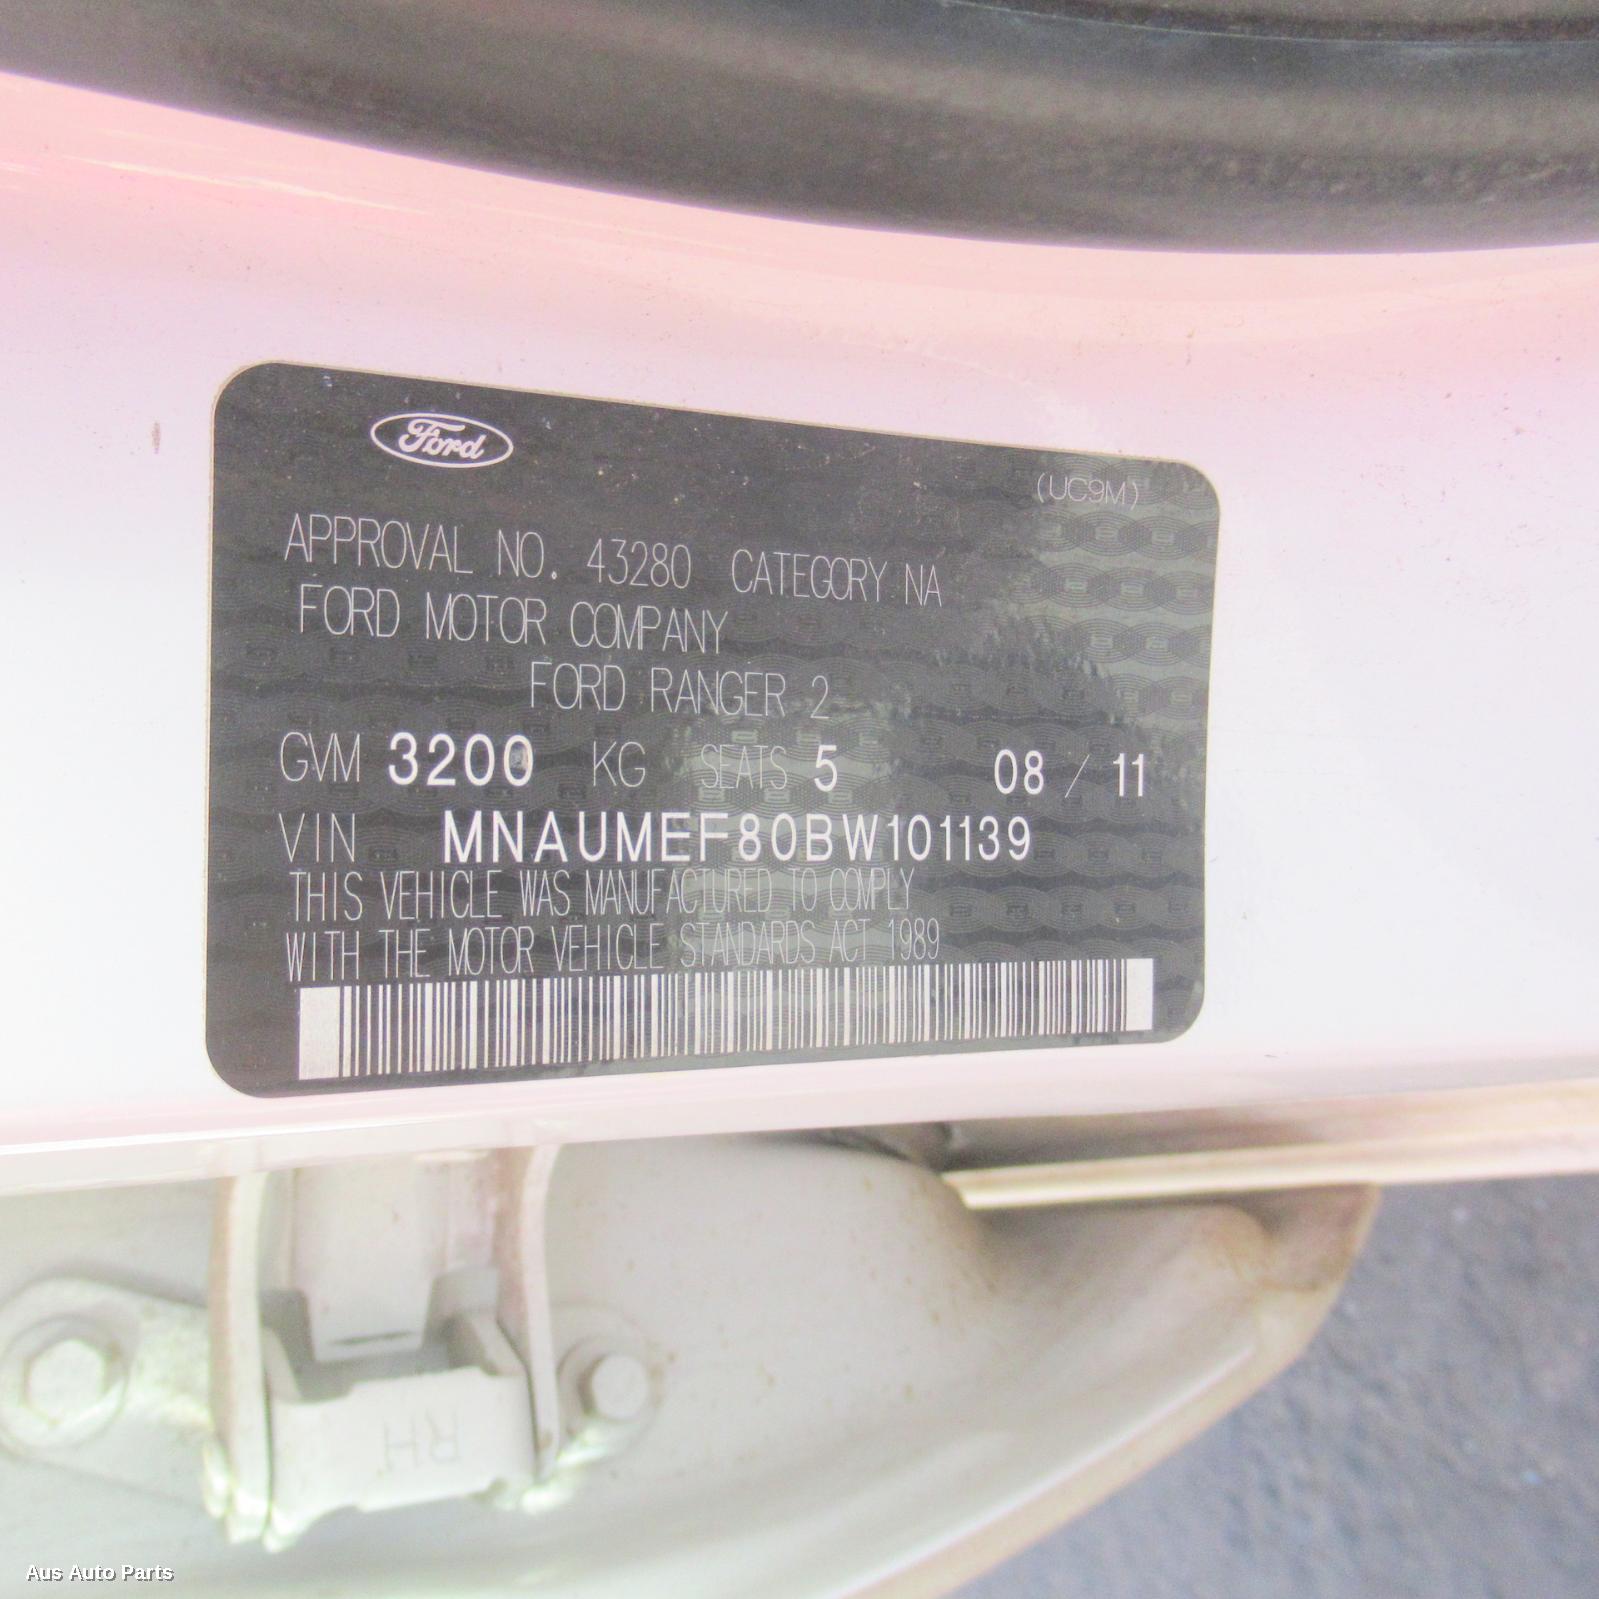 Ford
(UC9M)
APPROVAL NO. 43280 CATEGORY NA
FORD MOTOR COMPANY
FORD RANGER 2
GVM 3200 KG SEATS 5 08 / 11
VIN MNAUMEF80BW101139
THIS VEHICLE WAS MANUFACTURED TO COMPLY
WITH THE MOTOR VEHICLE STANDARDS ACT 1989
RH
Aus Auto Parts